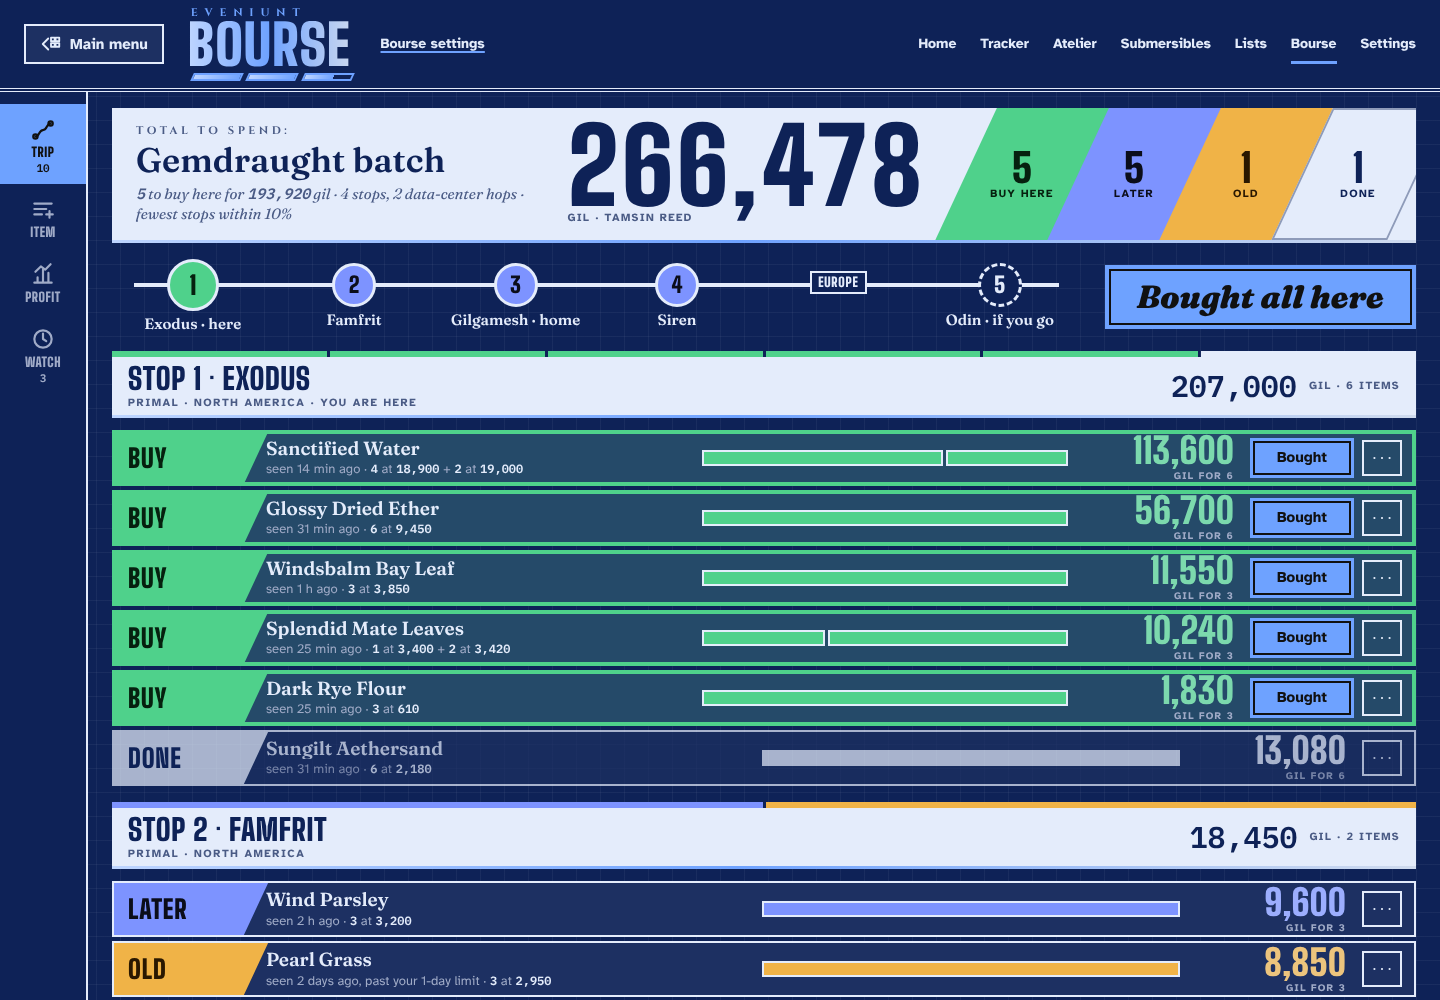 Main menu
EVENIUNT
BOURSE
Bourse settings
Home
Tracker
Atelier
Submersibles
Lists
Bourse
Settings
TRIP
10
ITEM
PROFIT
WATCH
3
TOTAL TO SPEND:
Gemdraught batch
5 to buy here for 193,920 gil · 4 stops, 2 data-center hops ·
fewest stops within 10%
266,478
GIL · TAMSIN REED
5
BUY HERE
5
LATER
1
OLD
1
DONE
1
Exodus · here
2
Famfrit
3
Gilgamesh · home
4
Siren
EUROPE
5
Odin · if you go
Bought all here
STOP 1 · EXODUS
PRIMAL · NORTH AMERICA · YOU ARE HERE
207,000 GIL · 6 ITEMS
BUY
Sanctified Water
seen 14 min ago · 4 at 18,900 + 2 at 19,000
113,600
GIL FOR 6
Bought
...
BUY
Glossy Dried Ether
seen 31 min ago · 6 at 9,450
56,700
GIL FOR 6
Bought
...
BUY
Windsbalm Bay Leaf
seen 1 h ago · 3 at 3,850
11,550
GIL FOR 3
Bought
...
BUY
Splendid Mate Leaves
seen 25 min ago · 1 at 3,400 + 2 at 3,420
10,240
GIL FOR 3
Bought
...
BUY
Dark Rye Flour
seen 25 min ago · 3 at 610
1,830
GIL FOR 3
Bought
...
DONE
Sungilt Aethersand
seen 31 min ago · 6 at 2,180
13,080
GIL FOR 6
...
STOP 2 · FAMFRIT
PRIMAL · NORTH AMERICA
18,450 GIL · 2 ITEMS
LATER
Wind Parsley
seen 2 h ago · 3 at 3,200
9,600
GIL FOR 3
...
OLD
Pearl Grass
seen 2 days ago, past your 1-day limit · 3 at 2,950
8,850
GIL FOR 3
...